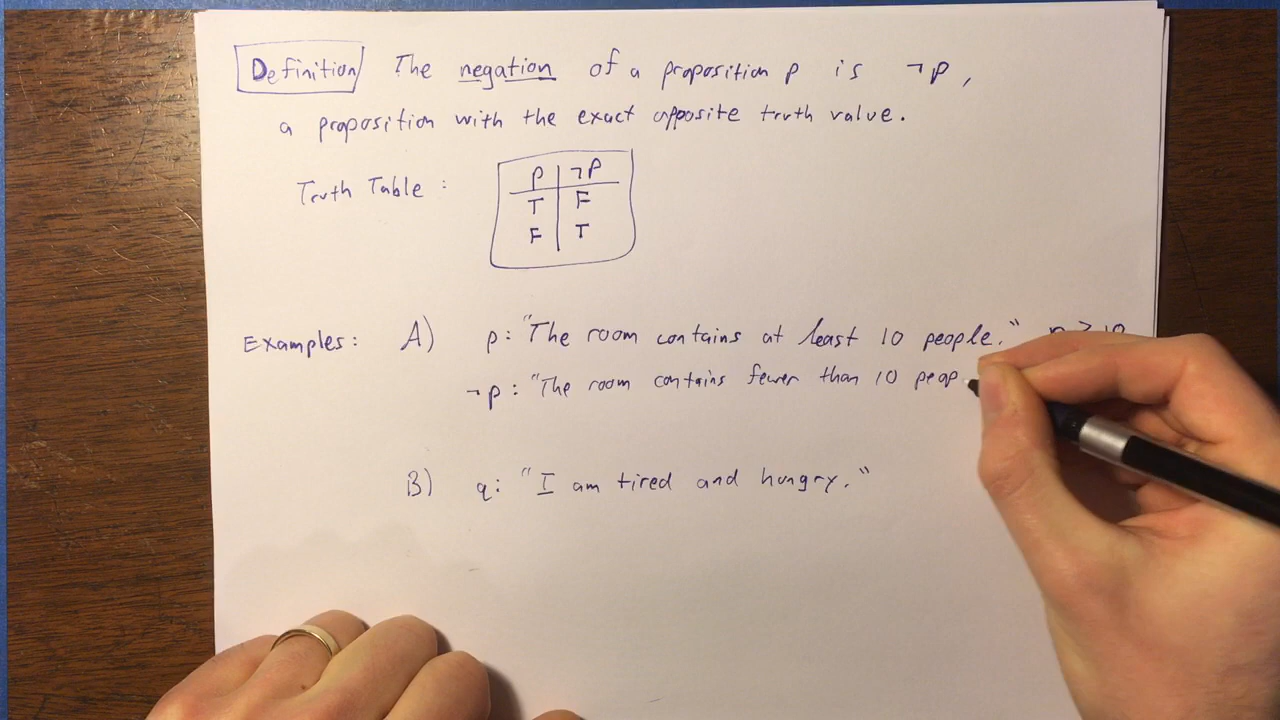 Definition The negation of a proposition p is ¬p,
a proposition with the exact opposite truth value.
Truth Table:
p ¬p
T F
F T
Examples: A) p: "The room contains at least 10 people."
¬p: "The room contains fewer than 10 peop
B) q: "I am tired and hungry."